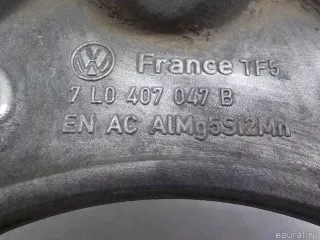 France TF5
7 L0 407 047 B
EN AC AlMg5Si2Mn
eaural.ru